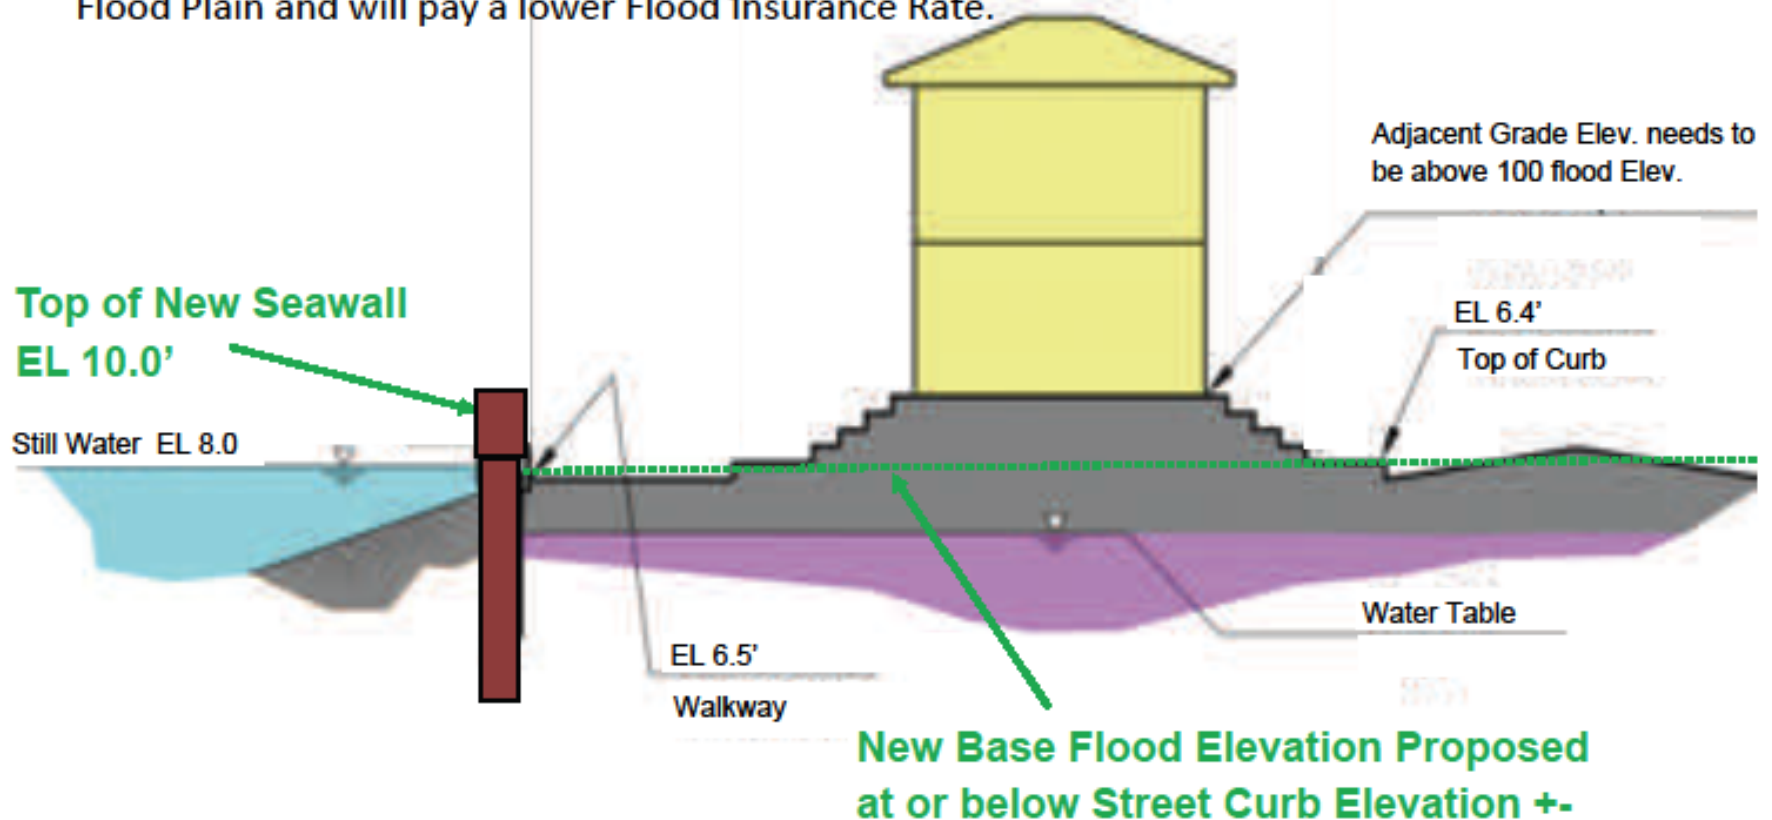 Flood Plain and will pay a lower Flood Insurance Rate.
Adjacent Grade Elev. needs to
be above 100 flood Elev.
Top of New Seawall
EL 10.0’
EL 6.4’
Top of Curb
Still Water EL 8.0
Water Table
EL 6.5’
Walkway
New Base Flood Elevation Proposed
at or below Street Curb Elevation +-